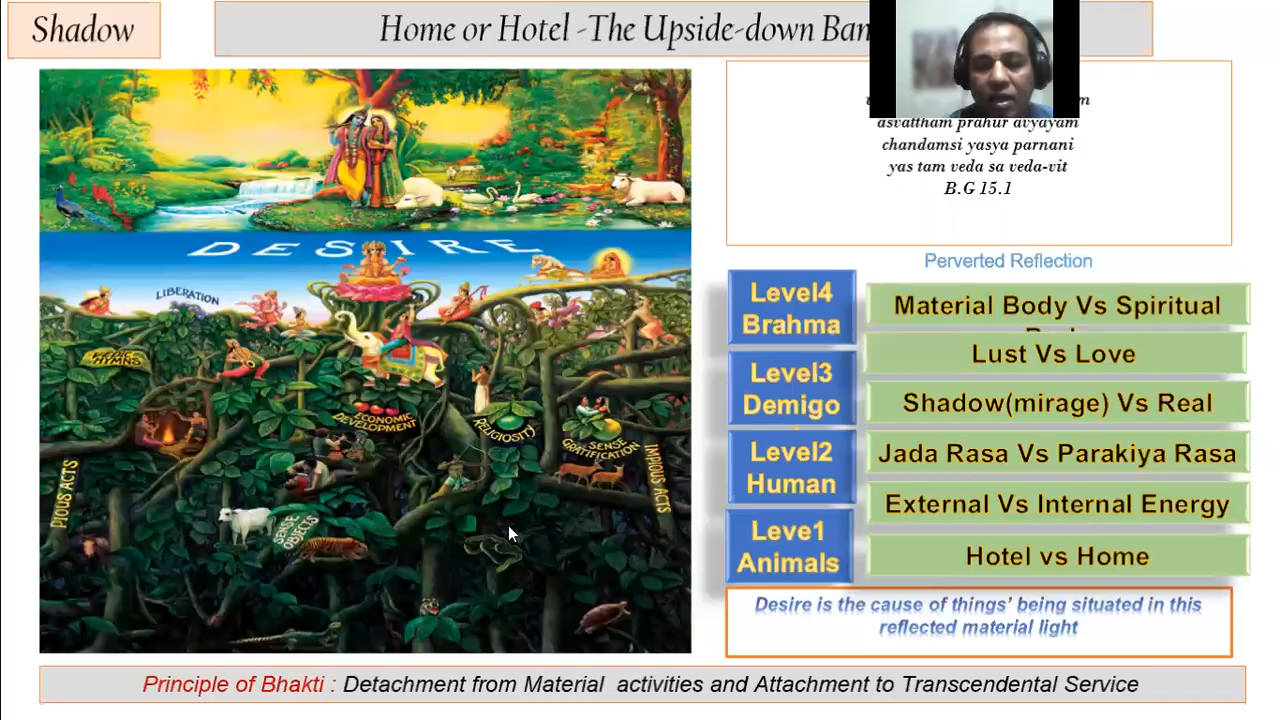 Shadow
Home or Hotel -The Upside-down
asvattham prahur avyayam
chandamsi yasya parnani
yas tam veda sa veda-vit
B.G 15.1
DESIRE
LIBERATION
VEDIC
HYMNS
ECONOMIC
DEVELOPMENT
RELIGIOSITY
SENSE
GRATIFICATION
PIOUS ACTS
IMPIOUS ACTS
SENSE
OBJECTS
Perverted Reflection
Level4
Brahma
Material Body Vs Spiritual
Lust Vs Love
Level3
Demigo
Shadow(mirage) Vs Real
Level2
Human
Jada Rasa Vs Parakiya Rasa
External Vs Internal Energy
Leve1
Animals
Hotel vs Home
Desire is the cause of things’ being situated in this
reflected material light
Principle of Bhakti : Detachment from Material activities and Attachment to Transcendental Service